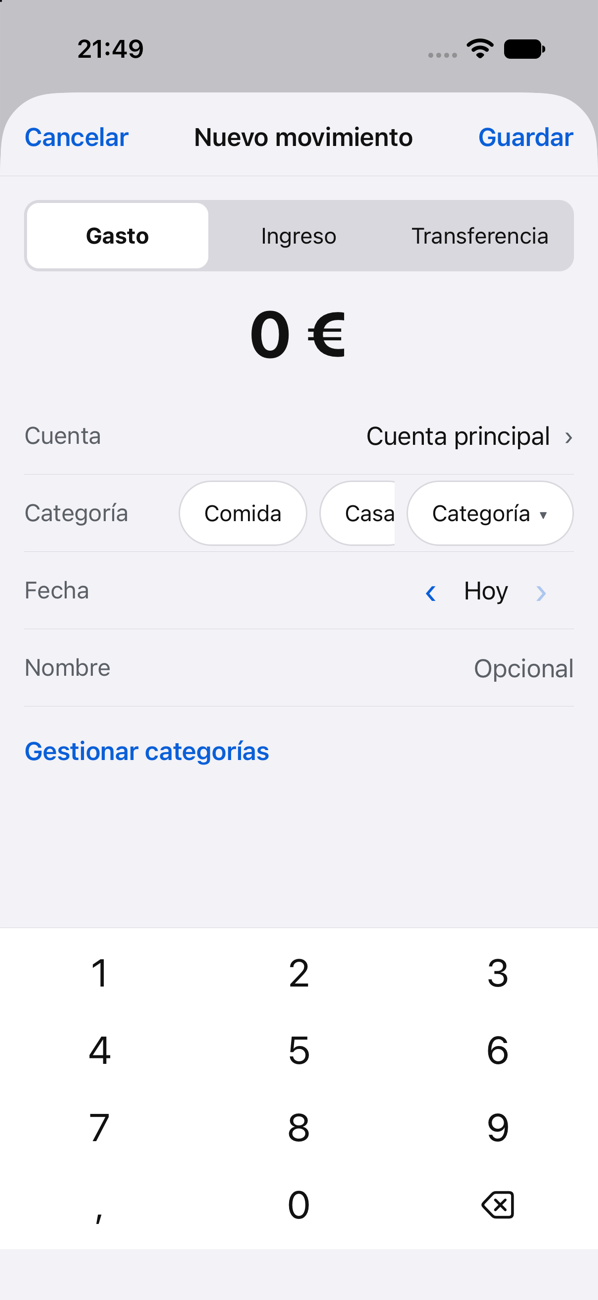 21:49
Cancelar Nuevo movimiento Guardar
Gasto Ingreso Transferencia
0 €
Cuenta Cuenta principal ›
Categoría Comida Casa Categoría ▾
Fecha ‹ Hoy ›
Nombre Opcional
Gestionar categorías
1 2 3
4 5 6
7 8 9
, 0